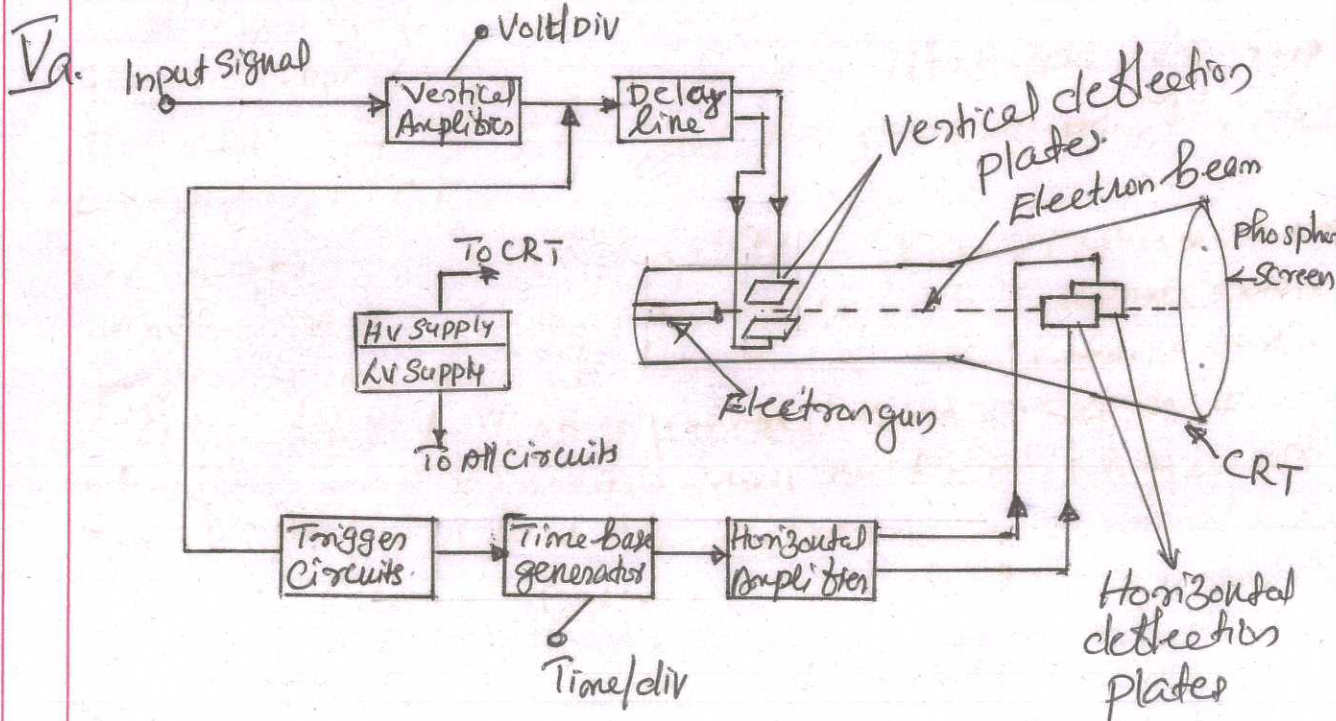 Va.
Input Signal
Volt/Div
Vertical
Amplifier
Delay
line
Vertical deflection
plates
Electron beam
Phosphor
screen
To CRT
HV Supply
LV Supply
To All circuits
Electron gun
CRT
Trigger
Circuits
Time base
generator
Horizontal
Amplifier
Horizontal
deflection
plates
Time/div